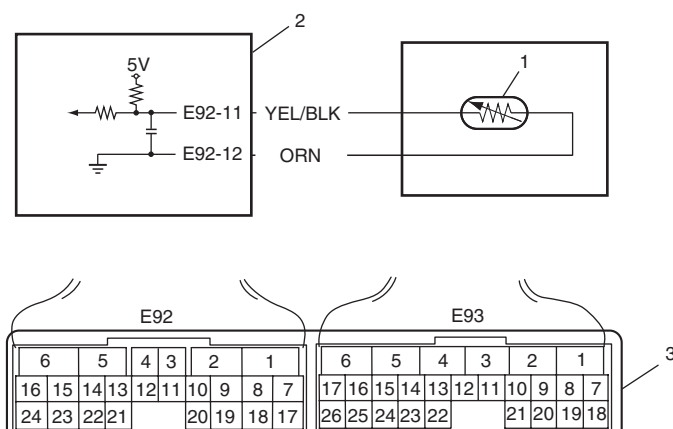 2
1
5V
E92-11 YEL/BLK
E92-12 ORN
E92 E93
3
6 5 4 3 2 1 6 5 4 3 2 1
16 15 14 13 12 11 10 9 8 7 17 16 15 14 13 12 11 10 9 8 7
24 23 22 21 20 19 18 17 26 25 24 23 22 21 20 19 18